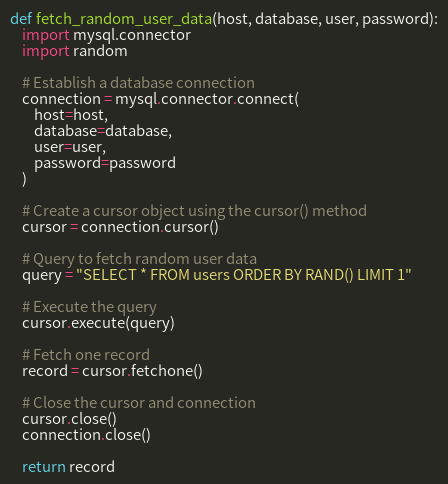 def fetch_random_user_data(host, database, user, password):
    import mysql.connector
    import random

    # Establish a database connection
    connection = mysql.connector.connect(
        host=host,
        database=database,
        user=user,
        password=password
    )

    # Create a cursor object using the cursor() method
    cursor = connection.cursor()

    # Query to fetch random user data
    query = "SELECT * FROM users ORDER BY RAND() LIMIT 1"

    # Execute the query
    cursor.execute(query)

    # Fetch one record
    record = cursor.fetchone()

    # Close the cursor and connection
    cursor.close()
    connection.close()

    return record